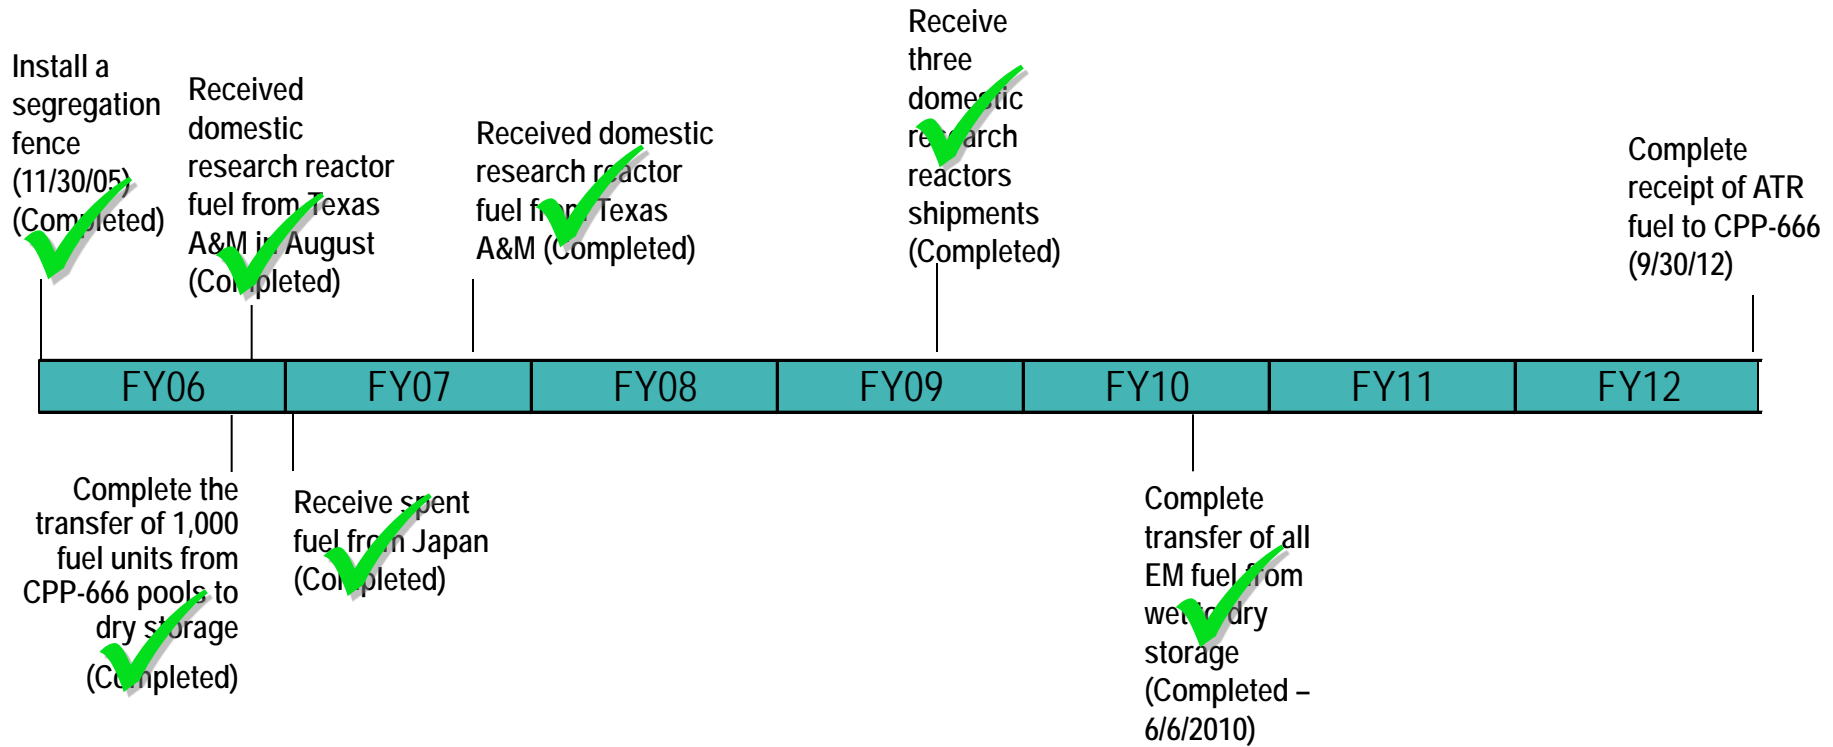 Install a
segregation
fence
(11/30/05)
(Completed)
Received
domestic
research reactor
fuel from Texas
A&M in August
(Completed)
Received domestic
research reactor
fuel from Texas
A&M (Completed)
Receive
three
domestic
research
reactors
shipments
(Completed)
Complete
receipt of ATR
fuel to CPP-666
(9/30/12)
FY06
FY07
FY08
FY09
FY10
FY11
FY12
Complete the
transfer of 1,000
fuel units from
CPP-666 pools to
dry storage
(Completed)
Receive spent
fuel from Japan
(Completed)
Complete
transfer of all
EM fuel from
wet to dry
storage
(Completed –
6/6/2010)